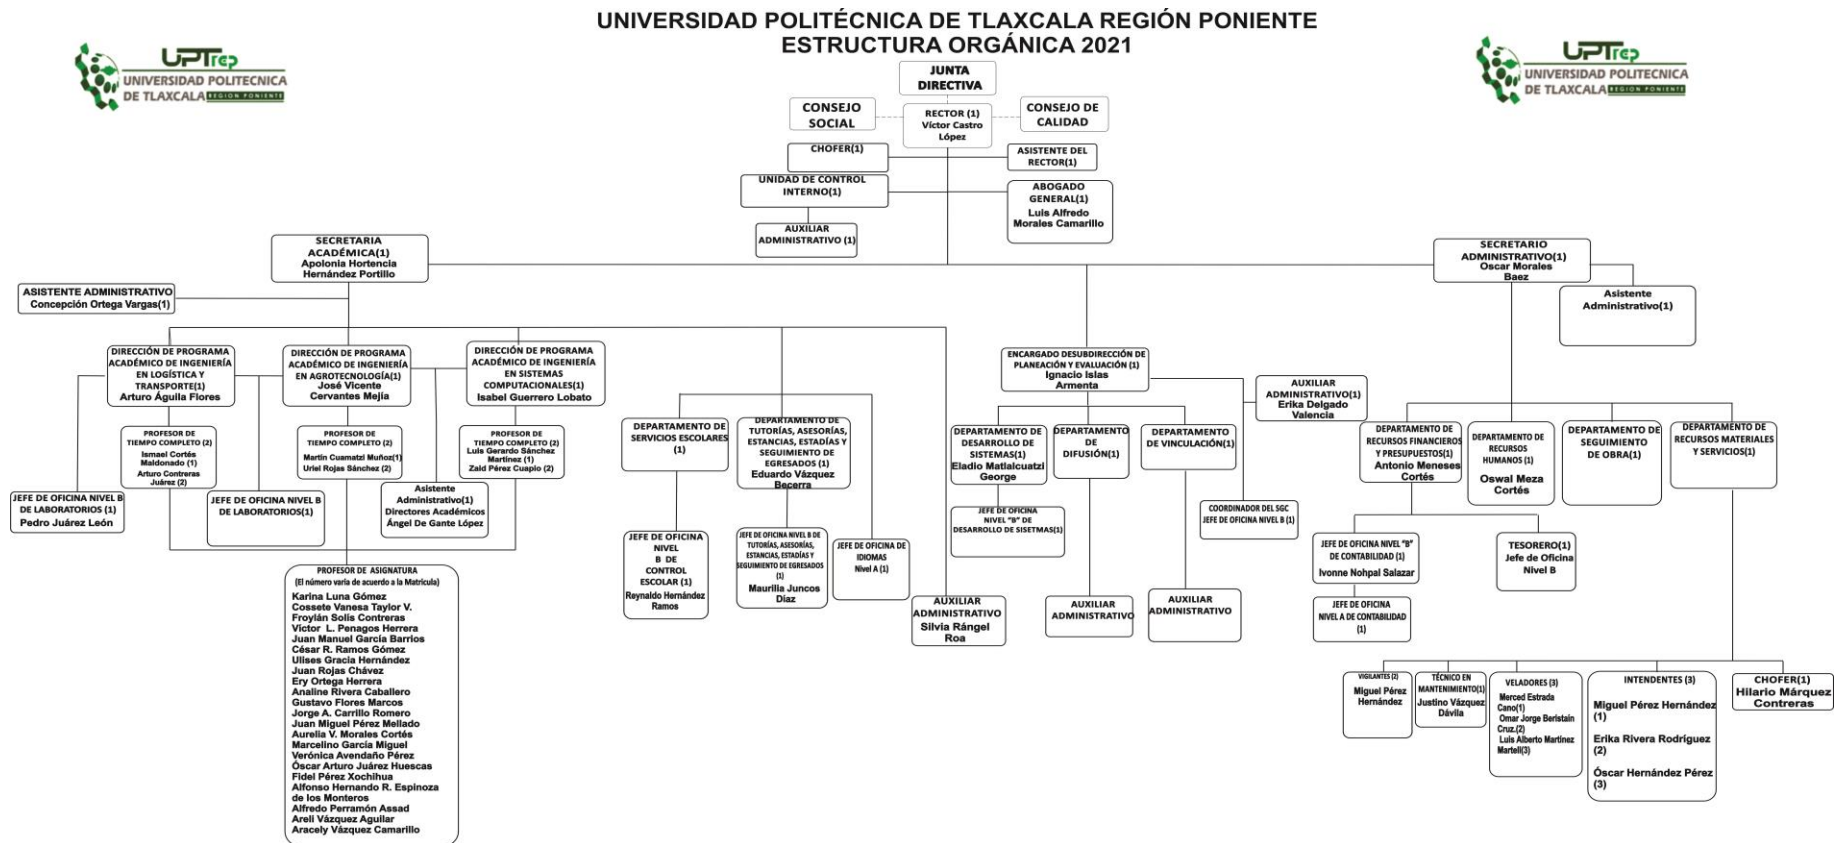 UNIVERSIDAD POLITÉCNICA DE TLAXCALA REGIÓN PONIENTE
ESTRUCTURA ORGÁNICA 2021
UPTrep
UNIVERSIDAD POLITECNICA
DE TLAXCALA REGION PONIENTE
UPTrep
UNIVERSIDAD POLITECNICA
DE TLAXCALA REGION PONIENTE
JUNTA
DIRECTIVA
CONSEJO
SOCIAL
RECTOR (1)
Víctor Castro
López
CONSEJO DE
CALIDAD
CHOFER(1)
ASISTENTE DEL
RECTOR(1)
UNIDAD DE CONTROL
INTERNO(1)
ABOGADO
GENERAL(1)
Luis Alfredo
Morales Camarillo
AUXILIAR
ADMINISTRATIVO (1)
SECRETARIA
ACADÉMICA(1)
Apolonia Hortencia
Hernández Portillo
SECRETARIO
ADMINISTRATIVO(1)
Oscar Morales
Baez
ASISTENTE ADMINISTRATIVO
Concepción Ortega Vargas(1)
Asistente
Administrativo(1)
DIRECCIÓN DE PROGRAMA
ACADÉMICO DE INGENIERÍA
EN LOGÍSTICA Y
TRANSPORTE(1)
Arturo Águila Flores
DIRECCIÓN DE PROGRAMA
ACADÉMICO DE INGENIERÍA
EN AGROTECNOLOGÍA(1)
José Vicente
Cervantes Mejía
DIRECCIÓN DE PROGRAMA
ACADÉMICO DE INGENIERÍA
EN SISTEMAS
COMPUTACIONALES(1)
Isabel Guerrero Lobato
ENCARGADO DESUBDIRECCIÓN DE
PLANEACIÓN Y EVALUACIÓN (1)
Ignacio Islas
Armenta
AUXILIAR
ADMINISTRATIVO(1)
Erika Delgado
Valencia
PROFESOR DE
TIEMPO COMPLETO (2)
Ismael Cortés
Maldonado (1)
Arturo Contreras
Juárez (2)
PROFESOR DE
TIEMPO COMPLETO (2)
Martín Cuamatzi Muñoz(1)
Uriel Rojas Sánchez (2)
PROFESOR DE
TIEMPO COMPLETO (2)
Luis Gerardo Sánchez
Martínez (1)
Zaid Pérez Cuapio (2)
DEPARTAMENTO DE
SERVICIOS ESCOLARES
(1)
DEPARTAMENTO DE
TUTORÍAS, ASESORÍAS,
ESTANCIAS, ESTADÍAS Y
SEGUIMIENTO DE
EGRESADOS (1)
Eduardo Vázquez
Becerra
DEPARTAMENTO DE
DESARROLLO DE
SISTEMAS(1)
Eladio Matlalcuatzi
George
DEPARTAMENTO
DE
DIFUSIÓN(1)
DEPARTAMENTO
DE VINCULACIÓN(1)
DEPARTAMENTO DE
RECURSOS FINANCIEROS
Y PRESUPUESTOS(1)
Antonio Meneses
Cortés
DEPARTAMENTO DE
RECURSOS
HUMANOS (1)
Oswal Meza
Cortés
DEPARTAMENTO DE
SEGUIMIENTO
DE OBRA(1)
DEPARTAMENTO DE
RECURSOS MATERIALES
Y SERVICIOS(1)
JEFE DE OFICINA NIVEL B
DE LABORATORIOS (1)
Pedro Juárez León
JEFE DE OFICINA NIVEL B
DE LABORATORIOS(1)
Asistente
Administrativo(1)
Directores Académicos
Ángel De Gante López
JEFE DE OFICINA
NIVEL "B" DE
DESARROLLO DE SISETMAS(1)
COORDINADOR DEL SGC
JEFE DE OFICINA NIVEL B (1)
JEFE DE OFICINA
NIVEL
B DE
CONTROL
ESCOLAR (1)
Reynaldo Hernández
Ramos
JEFE DE OFICINA NIVEL B DE
TUTORÍAS, ASESORÍAS,
ESTANCIAS, ESTADÍAS Y
SEGUIMIENTO DE EGRESADOS
(1)
Maurilia Juncos
Díaz
JEFE DE OFICINA DE
IDIOMAS
Nivel A (1)
JEFE DE OFICINA NIVEL "B"
DE CONTABILIDAD (1)
Ivonne Nohpal Salazar
TESORERO(1)
Jefe de Oficina
Nivel B
AUXILIAR
ADMINISTRATIVO
Silvia Rángel
Roa
AUXILIAR
ADMINISTRATIVO
AUXILIAR
ADMINISTRATIVO
JEFE DE OFICINA
NIVEL A DE CONTABILIDAD
(1)
PROFESOR DE ASIGNATURA
(El número varia de acuerdo a la Matricula)
Karina Luna Gómez
Cossete Vanesa Taylor V.
Froylán Solís Contreras
Víctor L. Penagos Herrera
Juan Manuel García Barrios
César R. Ramos Gómez
Ulises Gracia Hernández
Juan Rojas Chávez
Ery Ortega Herrera
Analine Rivera Caballero
Gustavo Flores Marcos
Jorge A. Carrillo Romero
Juan Miguel Pérez Mellado
Aurelia V. Morales Cortés
Marcelino García Miguel
Verónica Avendaño Pérez
Óscar Arturo Juárez Huescas
Fidel Pérez Xochihua
Alfonso Hernando R. Espinoza
de los Monteros
Alfredo Perramón Assad
Areli Vázquez Aguilar
Aracely Vázquez Camarillo
VIGILANTES (2)
Miguel Pérez
Hernández
TÉCNICO EN
MANTENIMIENTO(1)
Justino Vázquez
Dávila
VELADORES (3)
Merced Estrada
Cano(1)
Omar Jorge Beristaín
Cruz.(2)
Luis Alberto Martínez
Martell(3)
INTENDENTES (3)
Miguel Pérez Hernández
(1)
Erika Rivera Rodríguez
(2)
Óscar Hernández Pérez
(3)
CHOFER(1)
Hilario Márquez
Contreras